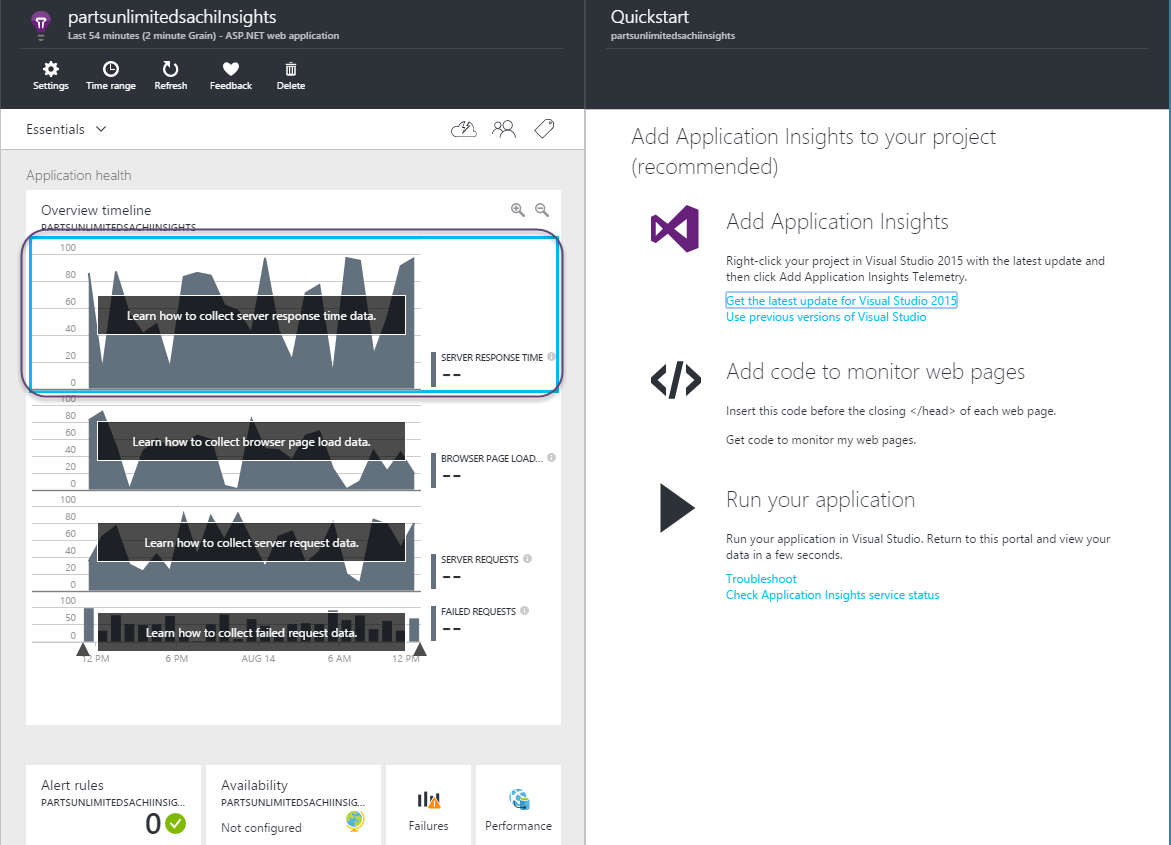 partsunlimitedsachiInsights
Last 54 minutes (2 minute Grain) - ASP.NET web application
Settings
Time range
Refresh
Feedback
Delete
Essentials
Application health
Overview timeline
PARTSUNLIMITEDSACHIINSIGHTS
100
80
60
40
20
0
Learn how to collect server response time data.
SERVER RESPONSE TIME
--
100
80
60
40
20
0
Learn how to collect browser page load data.
BROWSER PAGE LOAD...
--
100
80
60
40
20
0
Learn how to collect server request data.
SERVER REQUESTS
--
100
50
0
Learn how to collect failed request data.
FAILED REQUESTS
--
12 PM
6 PM
AUG 14
6 AM
12 PM
Alert rules
PARTSUNLIMITEDSACHIINSIG...
0
Availability
PARTSUNLIMITEDSACHIINSIG...
Not configured
Failures
Performance
Quickstart
partsunlimitedsachiinsights
Add Application Insights to your project
(recommended)
Add Application Insights
Right-click your project in Visual Studio 2015 with the latest update and
then click Add Application Insights Telemetry.
Get the latest update for Visual Studio 2015
Use previous versions of Visual Studio
Add code to monitor web pages
Insert this code before the closing </head> of each web page.
Get code to monitor my web pages.
Run your application
Run your application in Visual Studio. Return to this portal and view your
data in a few seconds.
Troubleshoot
Check Application Insights service status